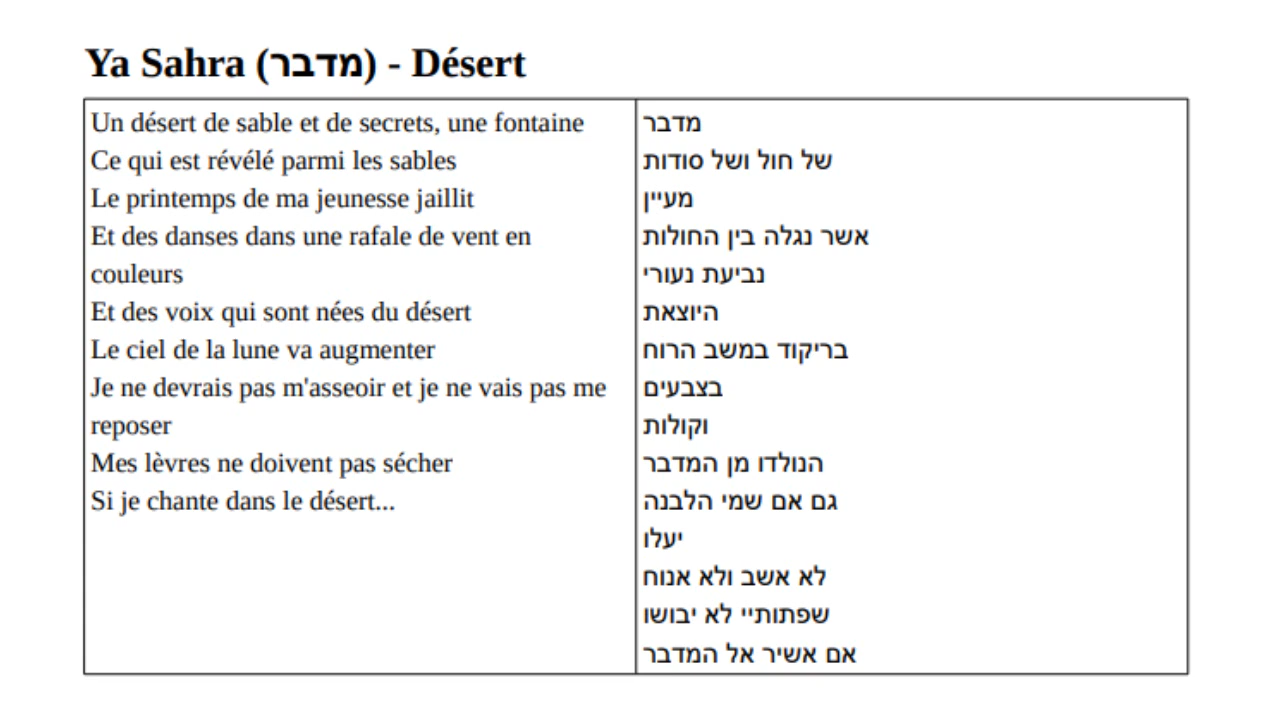 Ya Sahra (מדבר) - Désert
Un désert de sable et de secrets, une fontaine
Ce qui est révélé parmi les sables
Le printemps de ma jeunesse jaillit
Et des danses dans une rafale de vent en
couleurs
Et des voix qui sont nées du désert
Le ciel de la lune va augmenter
Je ne devrais pas m'asseoir et je ne vais pas me
reposer
Mes lèvres ne doivent pas sécher
Si je chante dans le désert...
מדבר
של חול ושל סודות
מעיין
אשר נגלה בין החולות
נביעת נעורי
היוצאת
בריקוד במשב הרוח
בצבעים
וקולות
הנולדו מן המדבר
גם אם שמי הלבנה
יעלו
לא אשב ולא אנוח
שפתותיי לא יבושו
אם אשיר אל המדבר